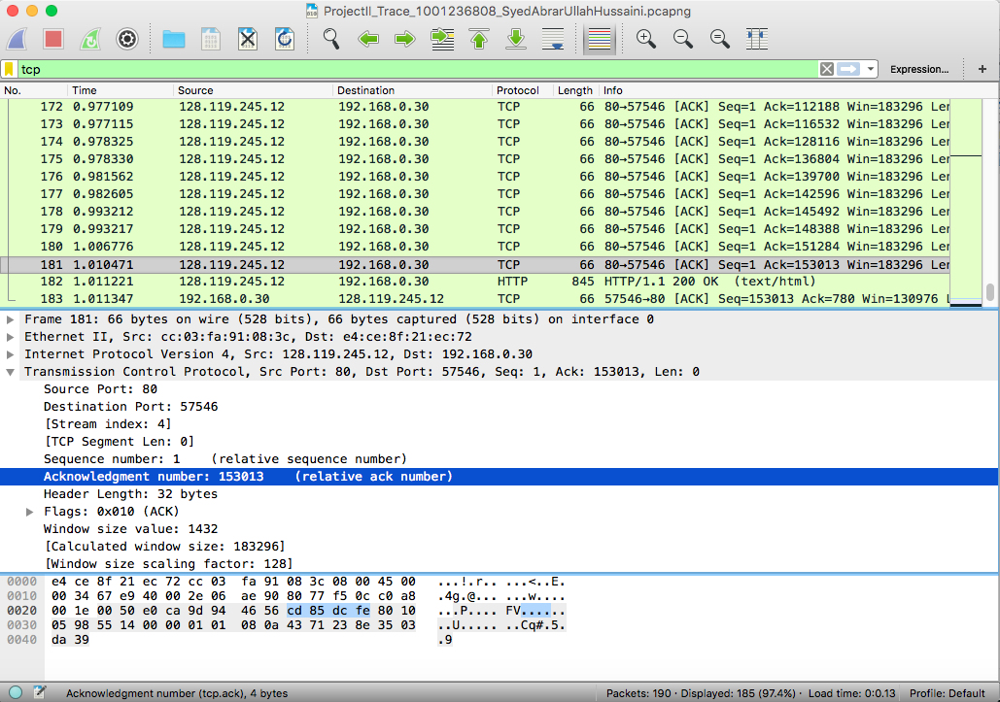 ProjectII_Trace_1001236808_SyedAbrarUllahHussaini.pcapng
tcp Expression... +
No. Time Source Destination Protocol Length Info
172 0.977109 128.119.245.12 192.168.0.30 TCP 66 80→57546 [ACK] Seq=1 Ack=112188 Win=183296 Len
173 0.977115 128.119.245.12 192.168.0.30 TCP 66 80→57546 [ACK] Seq=1 Ack=116532 Win=183296 Len
174 0.978325 128.119.245.12 192.168.0.30 TCP 66 80→57546 [ACK] Seq=1 Ack=128116 Win=183296 Len
175 0.978330 128.119.245.12 192.168.0.30 TCP 66 80→57546 [ACK] Seq=1 Ack=136804 Win=183296 Len
176 0.981562 128.119.245.12 192.168.0.30 TCP 66 80→57546 [ACK] Seq=1 Ack=139700 Win=183296 Len
177 0.982605 128.119.245.12 192.168.0.30 TCP 66 80→57546 [ACK] Seq=1 Ack=142596 Win=183296 Len
178 0.993212 128.119.245.12 192.168.0.30 TCP 66 80→57546 [ACK] Seq=1 Ack=145492 Win=183296 Len
179 0.993217 128.119.245.12 192.168.0.30 TCP 66 80→57546 [ACK] Seq=1 Ack=148388 Win=183296 Len
180 1.006776 128.119.245.12 192.168.0.30 TCP 66 80→57546 [ACK] Seq=1 Ack=151284 Win=183296 Len
181 1.010471 128.119.245.12 192.168.0.30 TCP 66 80→57546 [ACK] Seq=1 Ack=153013 Win=183296 Len
182 1.011221 128.119.245.12 192.168.0.30 HTTP 845 HTTP/1.1 200 OK (text/html)
183 1.011347 192.168.0.30 128.119.245.12 TCP 66 57546→80 [ACK] Seq=153013 Ack=780 Win=130976 L
Frame 181: 66 bytes on wire (528 bits), 66 bytes captured (528 bits) on interface 0
Ethernet II, Src: cc:03:fa:91:08:3c, Dst: e4:ce:8f:21:ec:72
Internet Protocol Version 4, Src: 128.119.245.12, Dst: 192.168.0.30
Transmission Control Protocol, Src Port: 80, Dst Port: 57546, Seq: 1, Ack: 153013, Len: 0
Source Port: 80
Destination Port: 57546
[Stream index: 4]
[TCP Segment Len: 0]
Sequence number: 1 (relative sequence number)
Acknowledgment number: 153013 (relative ack number)
Header Length: 32 bytes
Flags: 0x010 (ACK)
Window size value: 1432
[Calculated window size: 183296]
[Window size scaling factor: 128]
0000 e4 ce 8f 21 ec 72 cc 03 fa 91 08 3c 08 00 45 00 ...!.r.. ...<..E.
0010 00 34 67 e9 40 00 2e 06 ae 90 80 77 f5 0c c0 a8 .4g.@... ...w....
0020 00 1e 00 50 e0 ca 9d 94 46 56 cd 85 dc fe 80 10 ...P.... FV......
0030 05 98 55 14 00 00 01 01 08 0a 43 71 23 8e 35 03 ..U..... ..Cq#.5.
0040 da 39 .9
Acknowledgment number (tcp.ack), 4 bytes Packets: 190 · Displayed: 185 (97.4%) · Load time: 0:0.13 Profile: Default